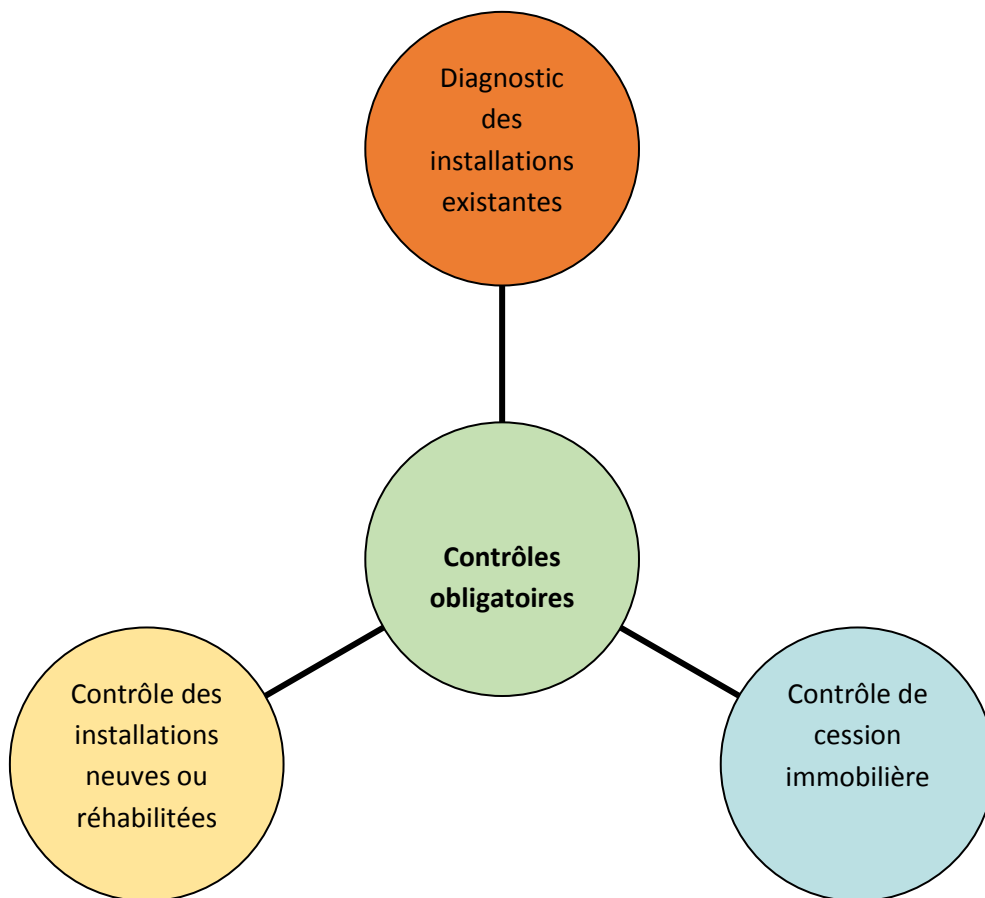 Diagnostic
des
installations
existantes
Contrôles
obligatoires
Contrôle des
installations
neuves ou
réhabilitées
Contrôle de
cession
immobilière